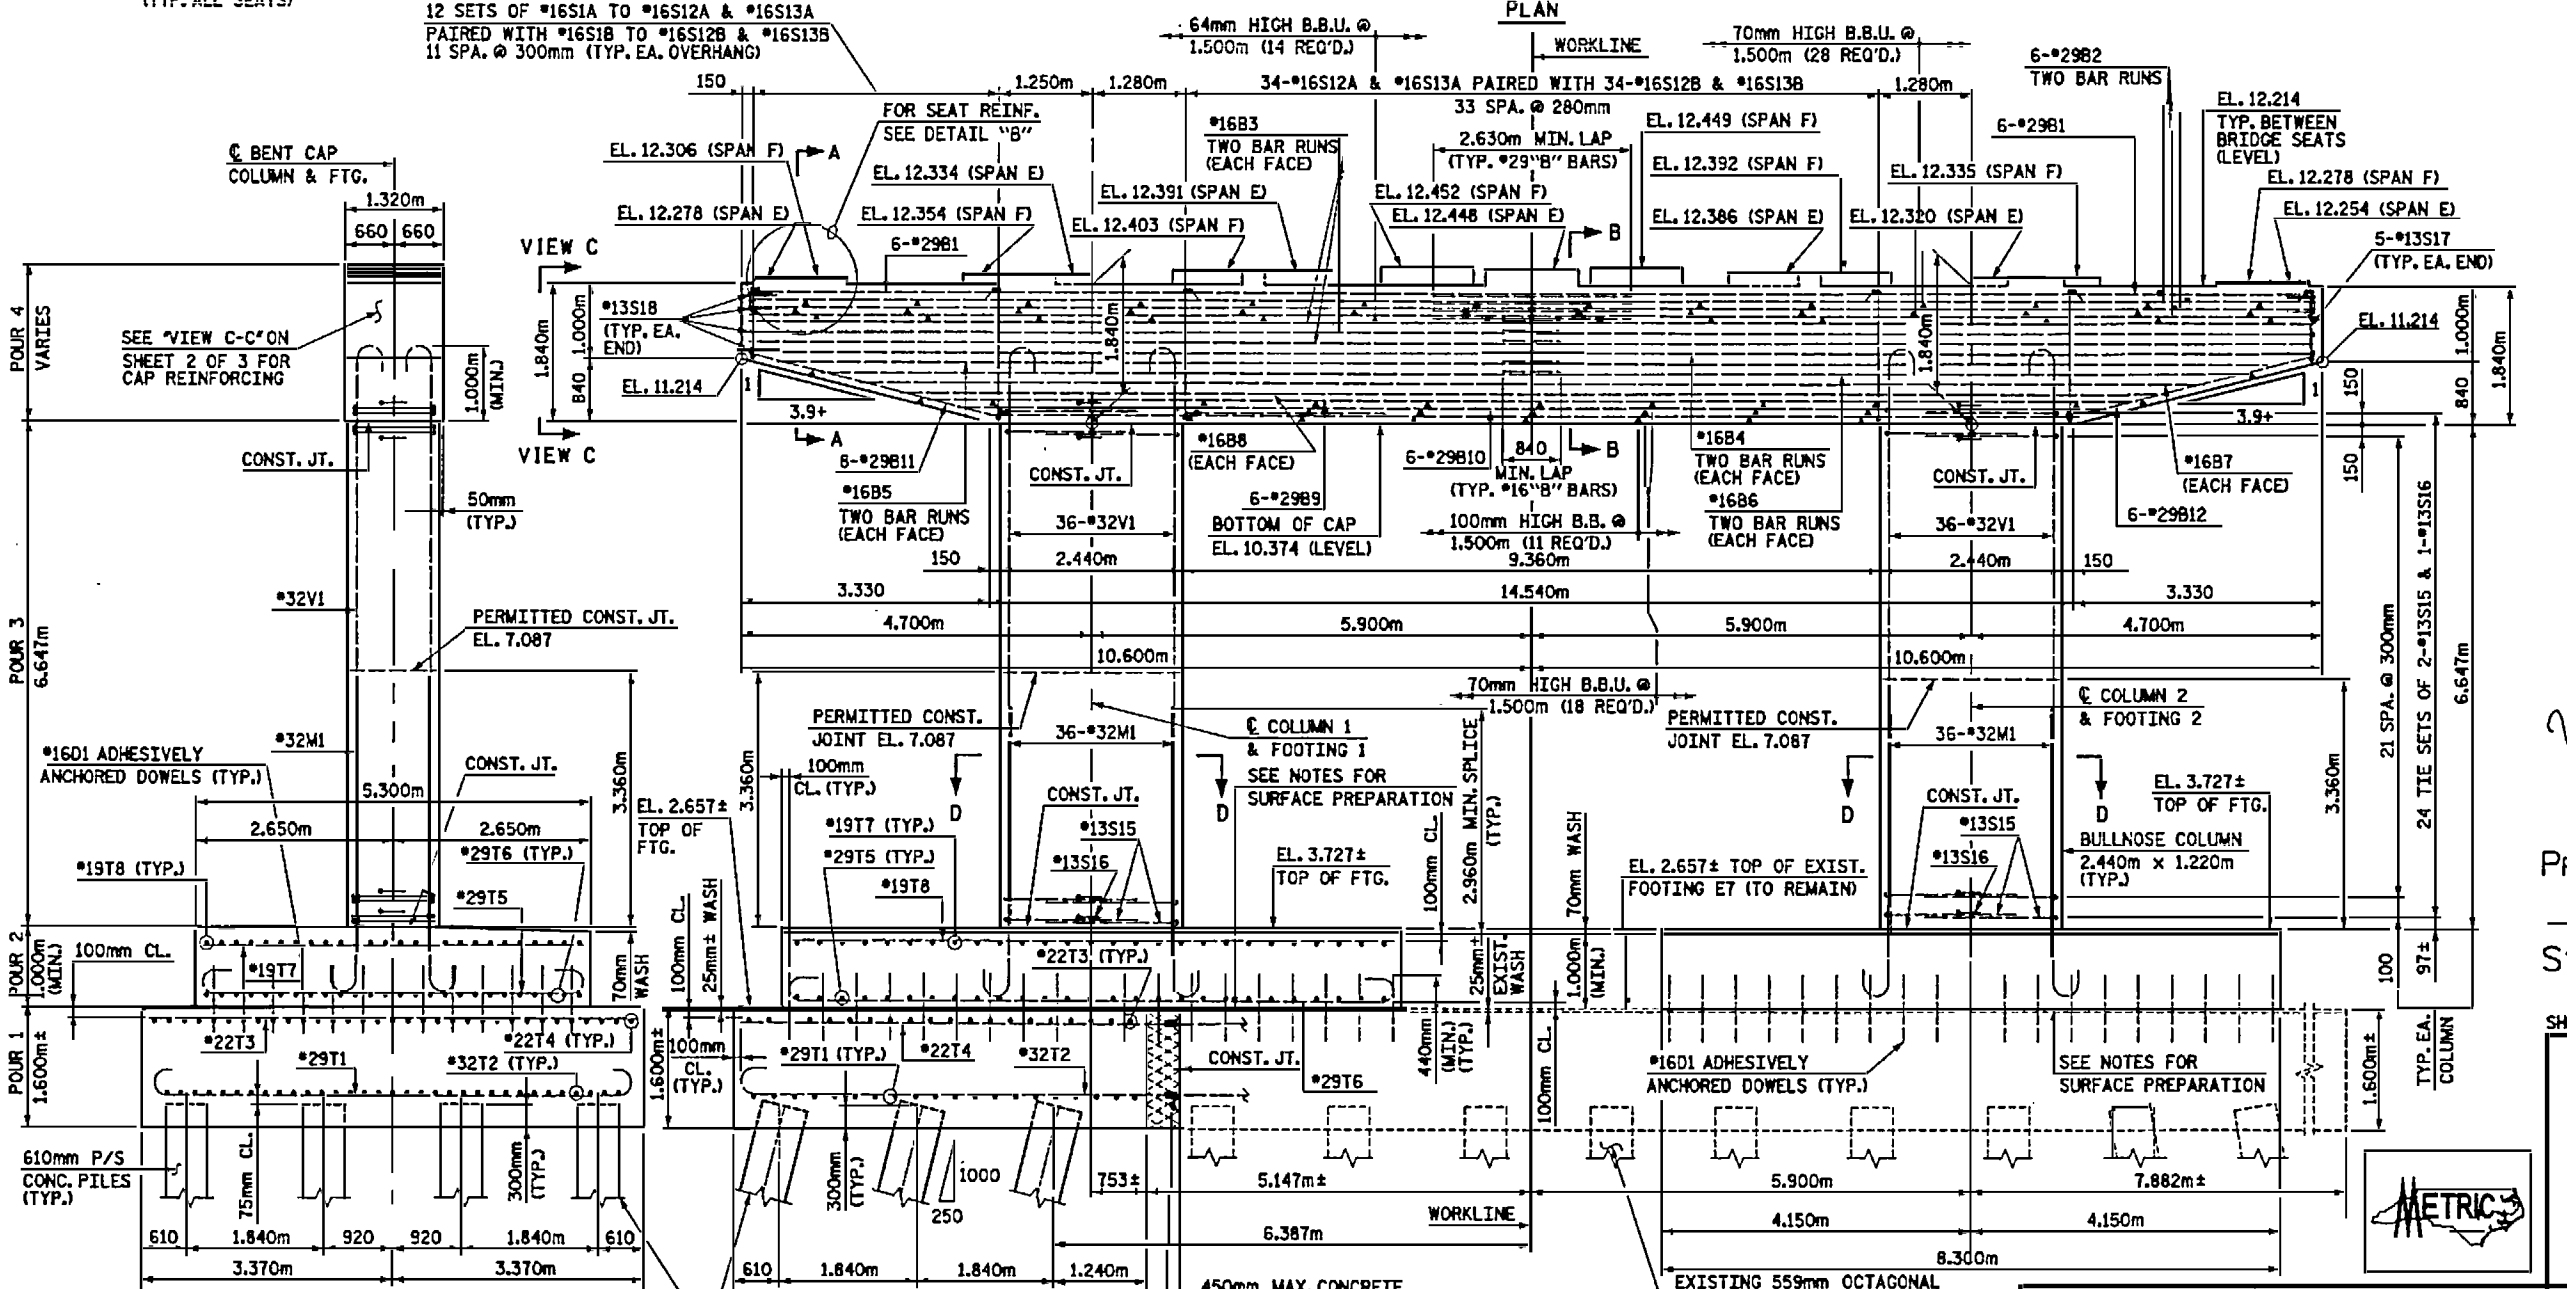 12 SETS OF #16S1A TO #16S12A & #16S13A
PAIRED WITH #16S1B TO #16S12B & #16S13B
11 SPA. @ 300mm (TYP. EA. OVERHANG)
PLAN
64mm HIGH B.B.U. @
1.500m (14 REQ'D.)
WORKLINE
70mm HIGH B.B.U. @
1.500m (28 REQ'D.)
6-#29B2
TWO BAR RUNS
150
1.250m
1.280m
34-#16S12A & #16S13A PAIRED WITH 34-#16S12B & #16S13B
33 SPA. @ 280mm
1.280m
FOR SEAT REINF.
SEE DETAIL "B"
#16B3
TWO BAR RUNS
(EACH FACE)
2.630m MIN. LAP
(TYP. #29"B" BARS)
EL. 12.449 (SPAN F)
6-#29B1
EL. 12.214
TYP. BETWEEN
BRIDGE SEATS
(LEVEL)
℄ BENT CAP
COLUMN & FTG.
EL. 12.306 (SPAN F)
A
EL. 12.334 (SPAN E)
EL. 12.391 (SPAN E)
EL. 12.452 (SPAN F)
EL. 12.392 (SPAN F)
EL. 12.335 (SPAN F)
EL. 12.278 (SPAN F)
1.320m
660
660
EL. 12.278 (SPAN E)
EL. 12.354 (SPAN F)
EL. 12.403 (SPAN F)
EL. 12.448 (SPAN E)
EL. 12.386 (SPAN E)
EL. 12.320 (SPAN E)
EL. 12.254 (SPAN E)
VIEW C
6-#29B1
B
5-#13S17
(TYP. EA. END)
POUR 4
VARIES
SEE "VIEW C-C" ON
SHEET 2 OF 3 FOR
CAP REINFORCING
1.000m
(MIN.)
1.840m
1.000m
840
#13S18
(TYP. EA.
END)
EL. 11.214
1.840m
1.840m
EL. 11.214
1.000m
840
1.840m
150
150
1
3.9+
1
3.9+
A
VIEW C
CONST. JT.
50mm
(TYP.)
8-#29B11
#16B5
TWO BAR RUNS
(EACH FACE)
CONST. JT.
#16B8
(EACH FACE)
6-#29B9
BOTTOM OF CAP
EL. 10.374 (LEVEL)
6-#29B10
840
MIN. LAP
(TYP. #16"B" BARS)
B
#16B4
TWO BAR RUNS
(EACH FACE)
#16B6
TWO BAR RUNS
(EACH FACE)
CONST. JT.
#16B7
(EACH FACE)
6-#29B12
36-#32V1
100mm HIGH B.B. @
1.500m (11 REQ'D.)
36-#32V1
150
2.440m
9.360m
2.440m
150
3.330
14.540m
3.330
4.700m
5.900m
5.900m
4.700m
10.600m
10.600m
POUR 3
6.647m
#32V1
PERMITTED CONST. JT.
EL. 7.087
70mm HIGH B.B.U. @
1.500m (18 REQ'D.)
#32M1
#16D1 ADHESIVELY
ANCHORED DOWELS (TYP.)
CONST. JT.
5.300m
2.650m
2.650m
3.360m
EL. 2.657±
TOP OF
FTG.
3.360m
PERMITTED CONST.
JOINT EL. 7.087
100mm
CL. (TYP.)
D
36-#32M1
℄ COLUMN 1
& FOOTING 1
D
SEE NOTES FOR
SURFACE PREPARATION
2.960m MIN. SPLICE
(TYP.)
PERMITTED CONST.
JOINT EL. 7.087
36-#32M1
℄ COLUMN 2
& FOOTING 2
D
D
3.360m
21 SPA. @ 300mm
24 TIE SETS OF 2-#13S15 & 1-#13S16
6.647m
CONST. JT.
#13S15
#13S16
#19T7 (TYP.)
#29T5 (TYP.)
#19T8
EL. 3.727±
TOP OF FTG.
CONST. JT.
#13S15
#13S16
EL. 3.727±
TOP OF FTG.
BULLNOSE COLUMN
2.440m x 1.220m
(TYP.)
EL. 2.657± TOP OF EXIST.
FOOTING E7 (TO REMAIN)
#19T8 (TYP.)
#29T6 (TYP.)
#29T5
POUR 2
1.000m
(MIN.)
100mm CL.
#19T7
70mm
WASH
100mm CL.
25mm± WASH
#22T3 (TYP.)
100mm CL.
70mm WASH
25mm±
EXIST.
WASH
1.000m
(MIN.)
100
97±
TYP. EA.
COLUMN
POUR 1
1.600m±
#22T3
#29T1
#22T4 (TYP.)
#32T2 (TYP.)
1.600m±
100mm
CL.
(TYP.)
#29T1 (TYP.)
#22T4
#32T2
CONST. JT.
#29T6
440mm
(MIN.)
(TYP.)
100mm CL.
#16D1 ADHESIVELY
ANCHORED DOWELS (TYP.)
SEE NOTES FOR
SURFACE PREPARATION
1.600m±
610mm P/S
CONC. PILES
(TYP.)
75mm CL.
300mm
(TYP.)
300mm
(TYP.)
1000
250
753±
5.147m±
5.900m
7.882m±
WORKLINE
6.387m
4.150m
4.150m
8.300m
610
1.840m
920
920
1.840m
610
3.370m
3.370m
610
1.840m
1.840m
1.240m
450mm MAX. CONCRETE
EXISTING 559mm OCTAGONAL
METRIC